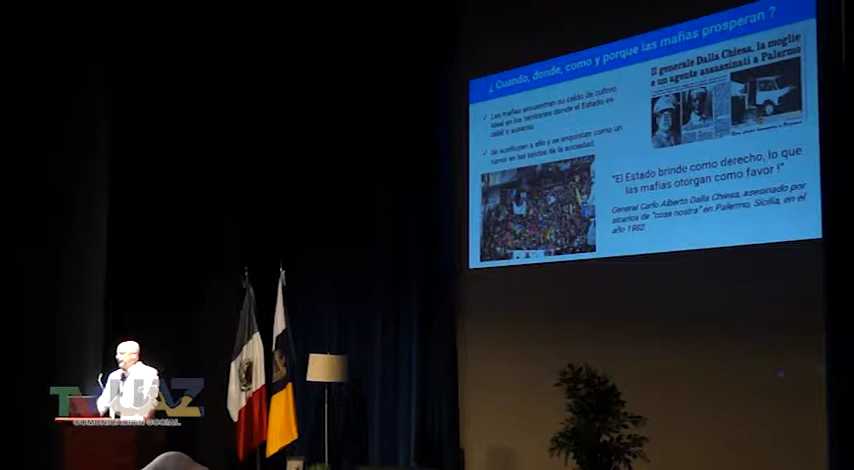 ¿ Cuando, donde, como y porque las mafias prosperan ?
✓ Las mafias encuentran su caldo de cultivo
ideal en los territorios donde el Estado es
débil o ausente.
✓ Se sustituyen a ello y se enquistan como un
tumor en los tejidos de la sociedad.
Il generale Dalla Chiesa, la moglie
e un agente assassinati a Palermo
"El Estado brinde como derecho, lo que
las mafias otorgan como favor !"
General Carlo Alberto Dalla Chiesa, asesinado por
sicarios de "cosa nostra" en Palermo, Sicilia, en el
año 1982
TVUAZ
COMUNICACIÓN SOCIAL